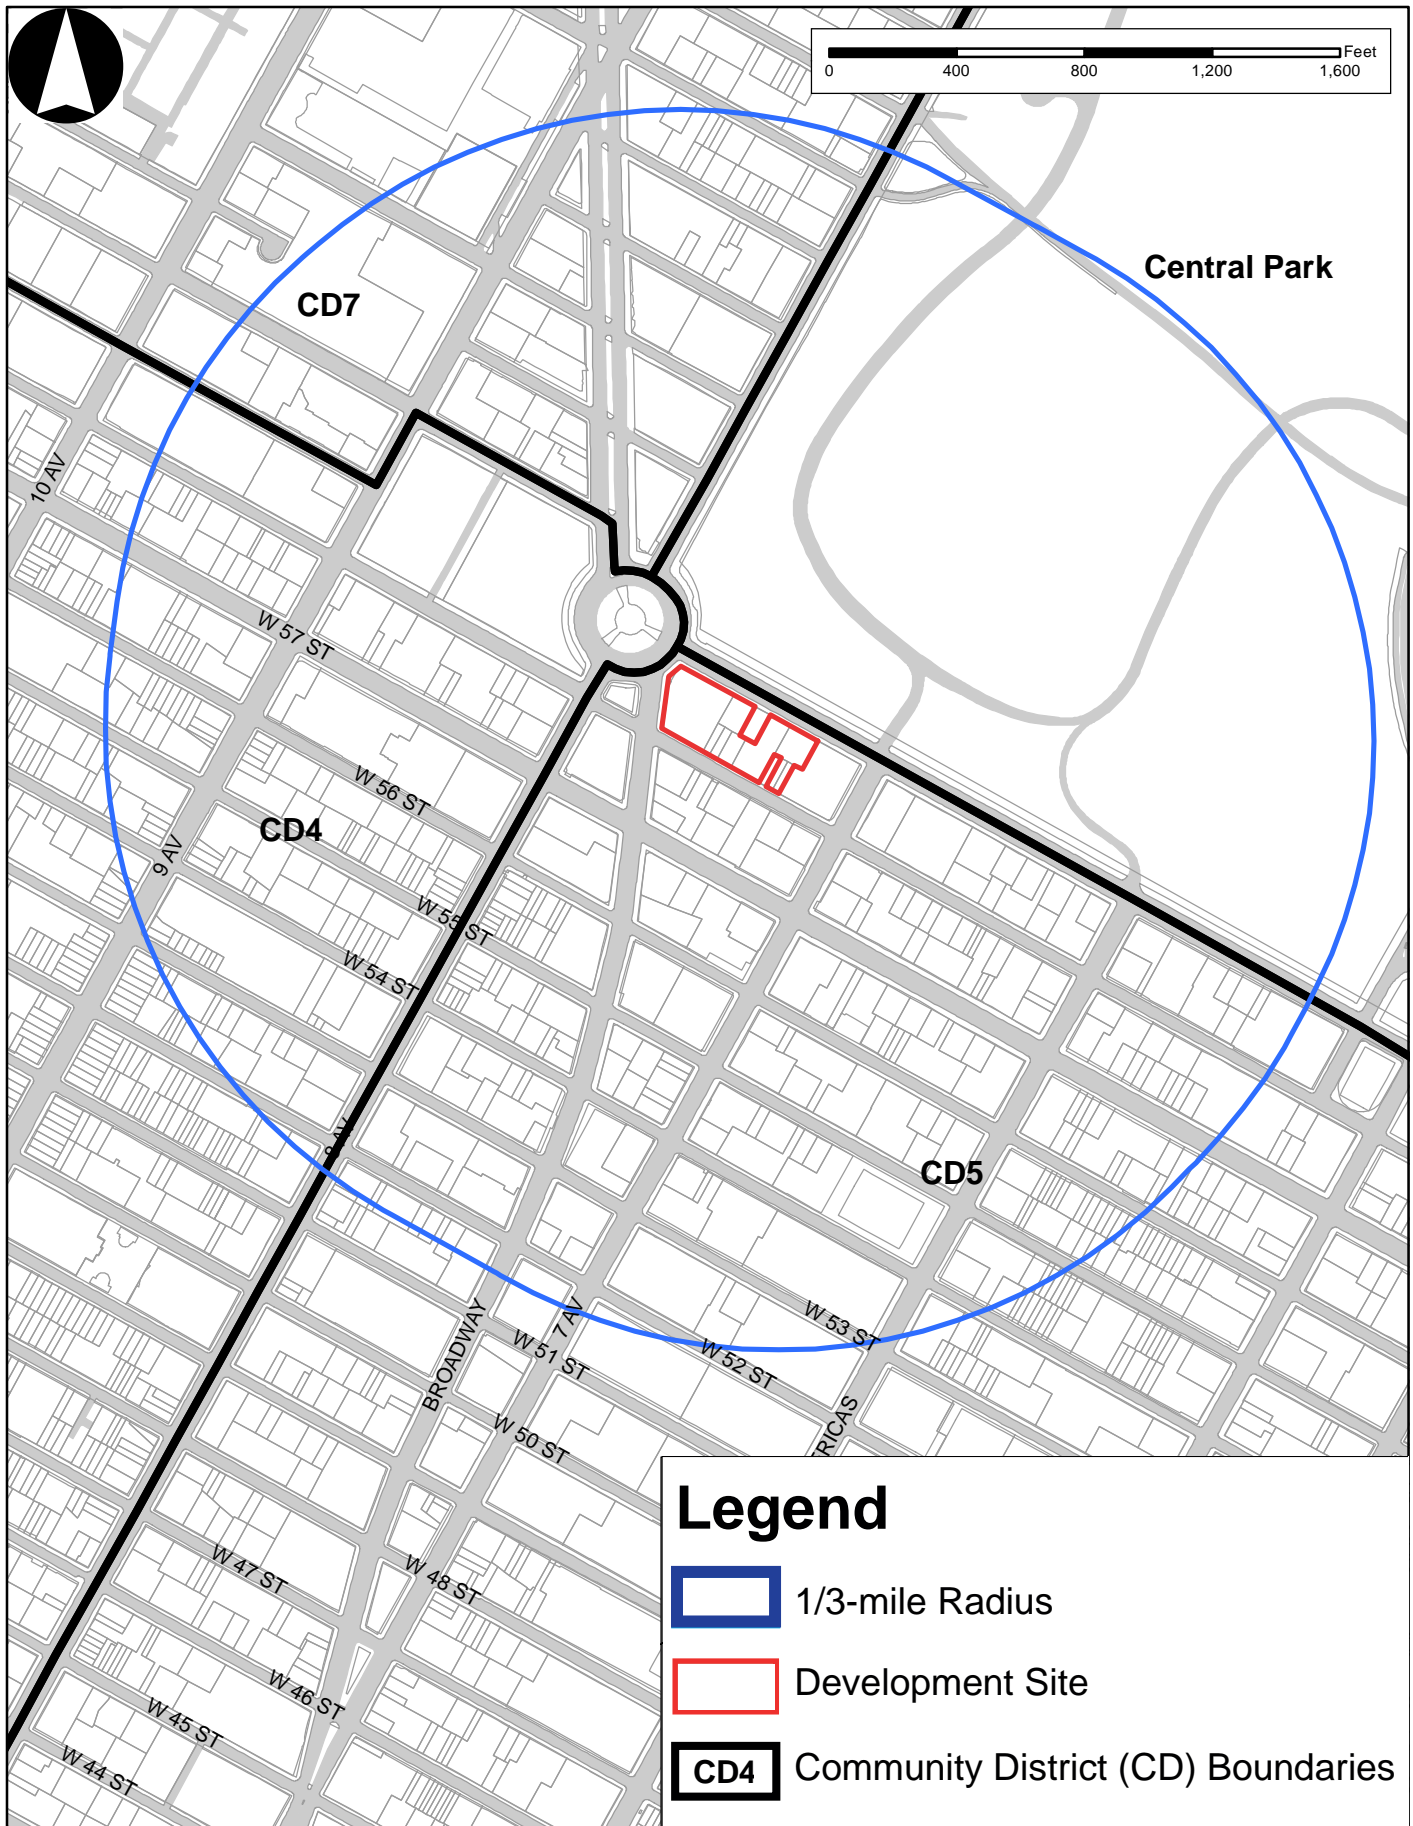 Feet
0 400 800 1,200 1,600
Central Park
CD7
10 AV
W 57 ST
W 56 ST
CD4
9 AV
W 55 ST
W 54 ST
8 AV
CD5
W 53 ST
W 52 ST
7 AV
W 51 ST
BROADWAY
W 50 ST
RICAS
W 48 ST
W 47 ST
W 46 ST
W 45 ST
W 44 ST
Legend
1/3-mile Radius
Development Site
CD4 Community District (CD) Boundaries